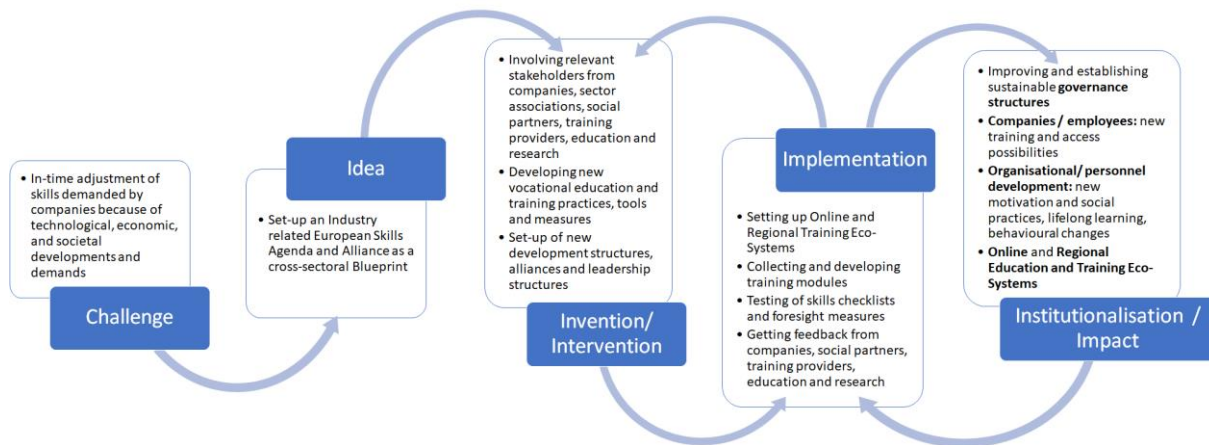 • In-time adjustment of
skills demanded by
companies because of
technological, economic,
and societal
developments and
demands
Challenge
Idea
• Set-up an Industry
related European Skills
Agenda and Alliance as a
cross-sectoral Blueprint
• Involving relevant
stakeholders from
companies, sector
associations, social
partners, training
providers, education and
research
• Developing new
vocational education and
training practices, tools
and measures
• Set-up of new
development structures,
alliances and leadership
structures
Invention/
Intervention
Implementation
• Setting up Online and
Regional Training Eco-
Systems
• Collecting and developing
training modules
• Testing of skills checklists
and foresight measures
• Getting feedback from
companies, social partners,
training providers,
education and research
• Improving and establishing
sustainable governance
structures
• Companies / employees: new
training and access
possibilities
• Organisational/ personnel
development: new
motivation and social
practices, lifelong learning,
behavioural changes
• Online and Regional
Education and Training Eco-
Systems
Institutionalisation /
Impact